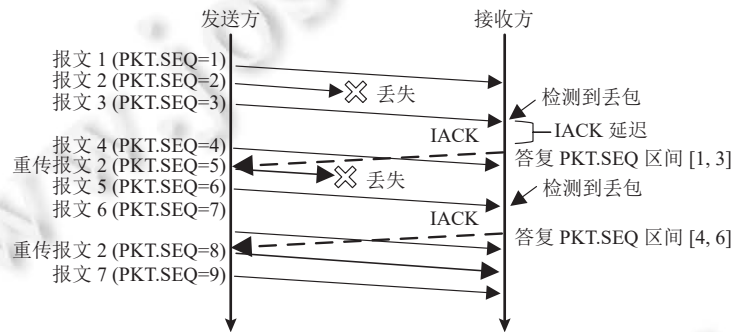 发送方
接收方
报文 1 (PKT.SEQ=1)
报文 2 (PKT.SEQ=2)
丢失
报文 3 (PKT.SEQ=3)
检测到丢包
IACK 延迟
IACK
报文 4 (PKT.SEQ=4)
答复 PKT.SEQ 区间 [1, 3]
重传报文 2 (PKT.SEQ=5)
丢失
报文 5 (PKT.SEQ=6)
检测到丢包
报文 6 (PKT.SEQ=7)
IACK
答复 PKT.SEQ 区间 [4, 6]
重传报文 2 (PKT.SEQ=8)
报文 7 (PKT.SEQ=9)